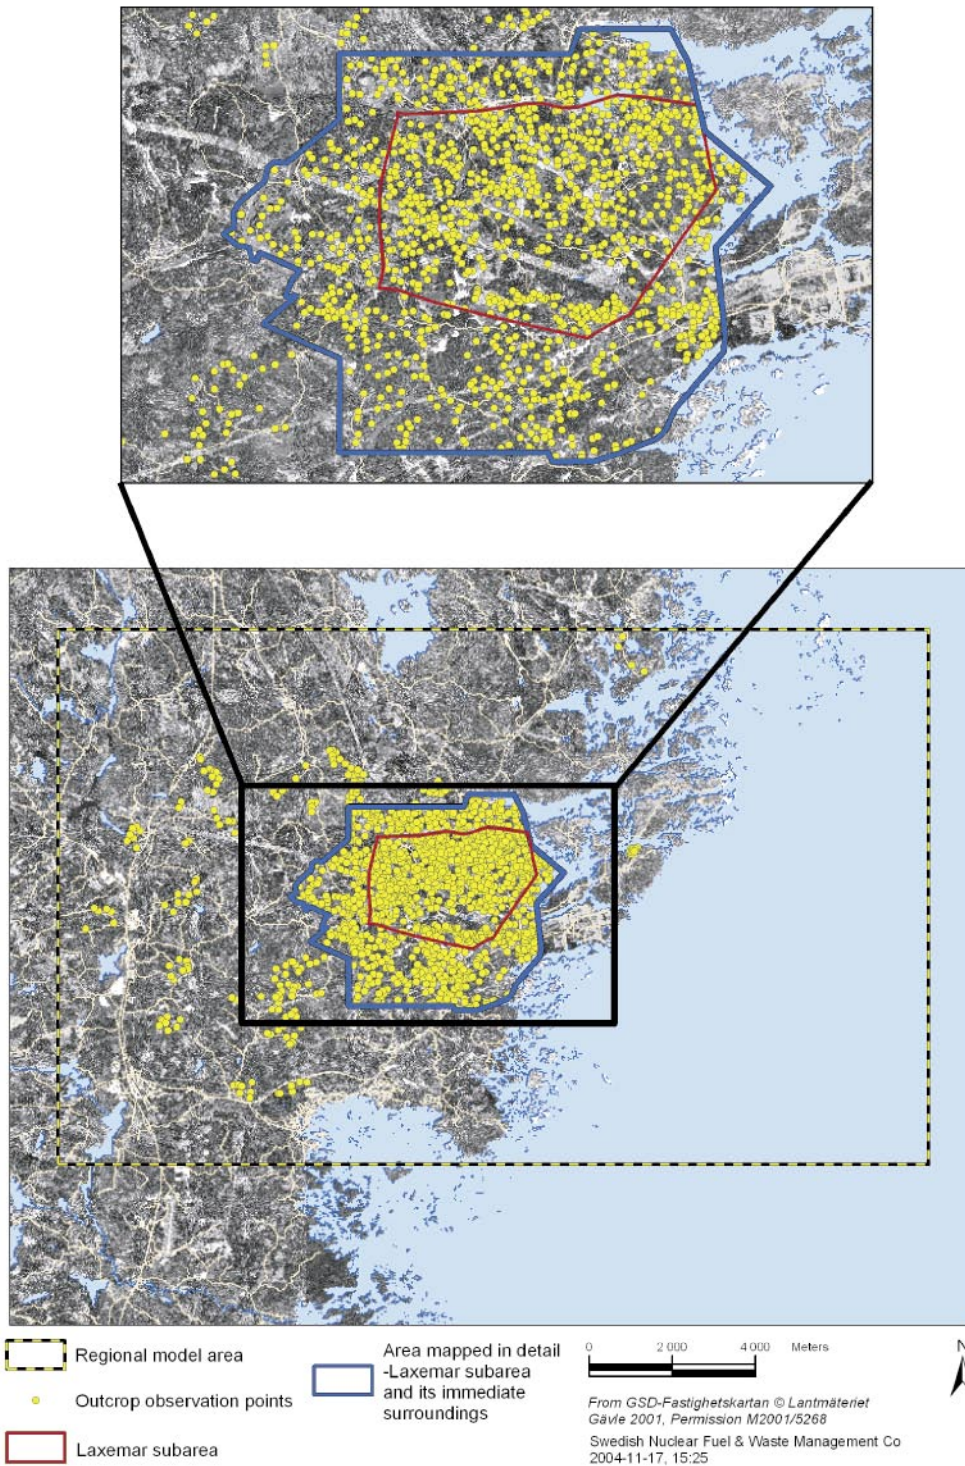 Regional model area
Outcrop observation points
Laxemar subarea
Area mapped in detail
-Laxemar subarea
and its immediate
surroundings
0 2 000 4 000 Meters
From GSD-Fastighetskartan © Lantmäteriet
Gävle 2001, Permission M2001/5268
Swedish Nuclear Fuel & Waste Management Co
2004-11-17, 15:25
N